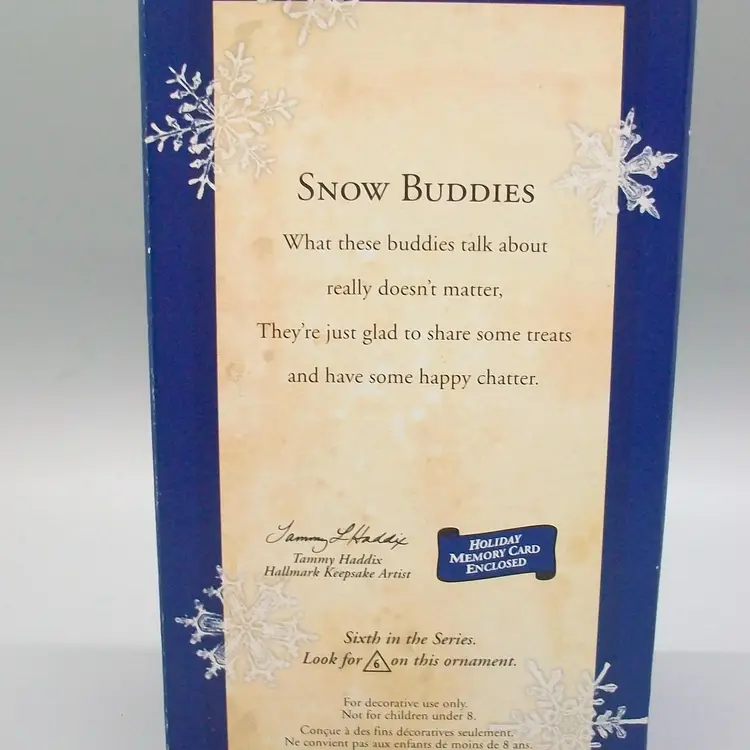 SNOW BUDDIES
What these buddies talk about
really doesn't matter,
They're just glad to share some treats
and have some happy chatter.
Tammy L Haddix
Tammy Haddix
Hallmark Keepsake Artist
HOLIDAY
MEMORY CARD
ENCLOSED
Sixth in the Series.
Look for 6 on this ornament.
For decorative use only.
Not for children under 8.
Conçue à des fins décoratives seulement.
Ne convient pas aux enfants de moins de 8 ans.